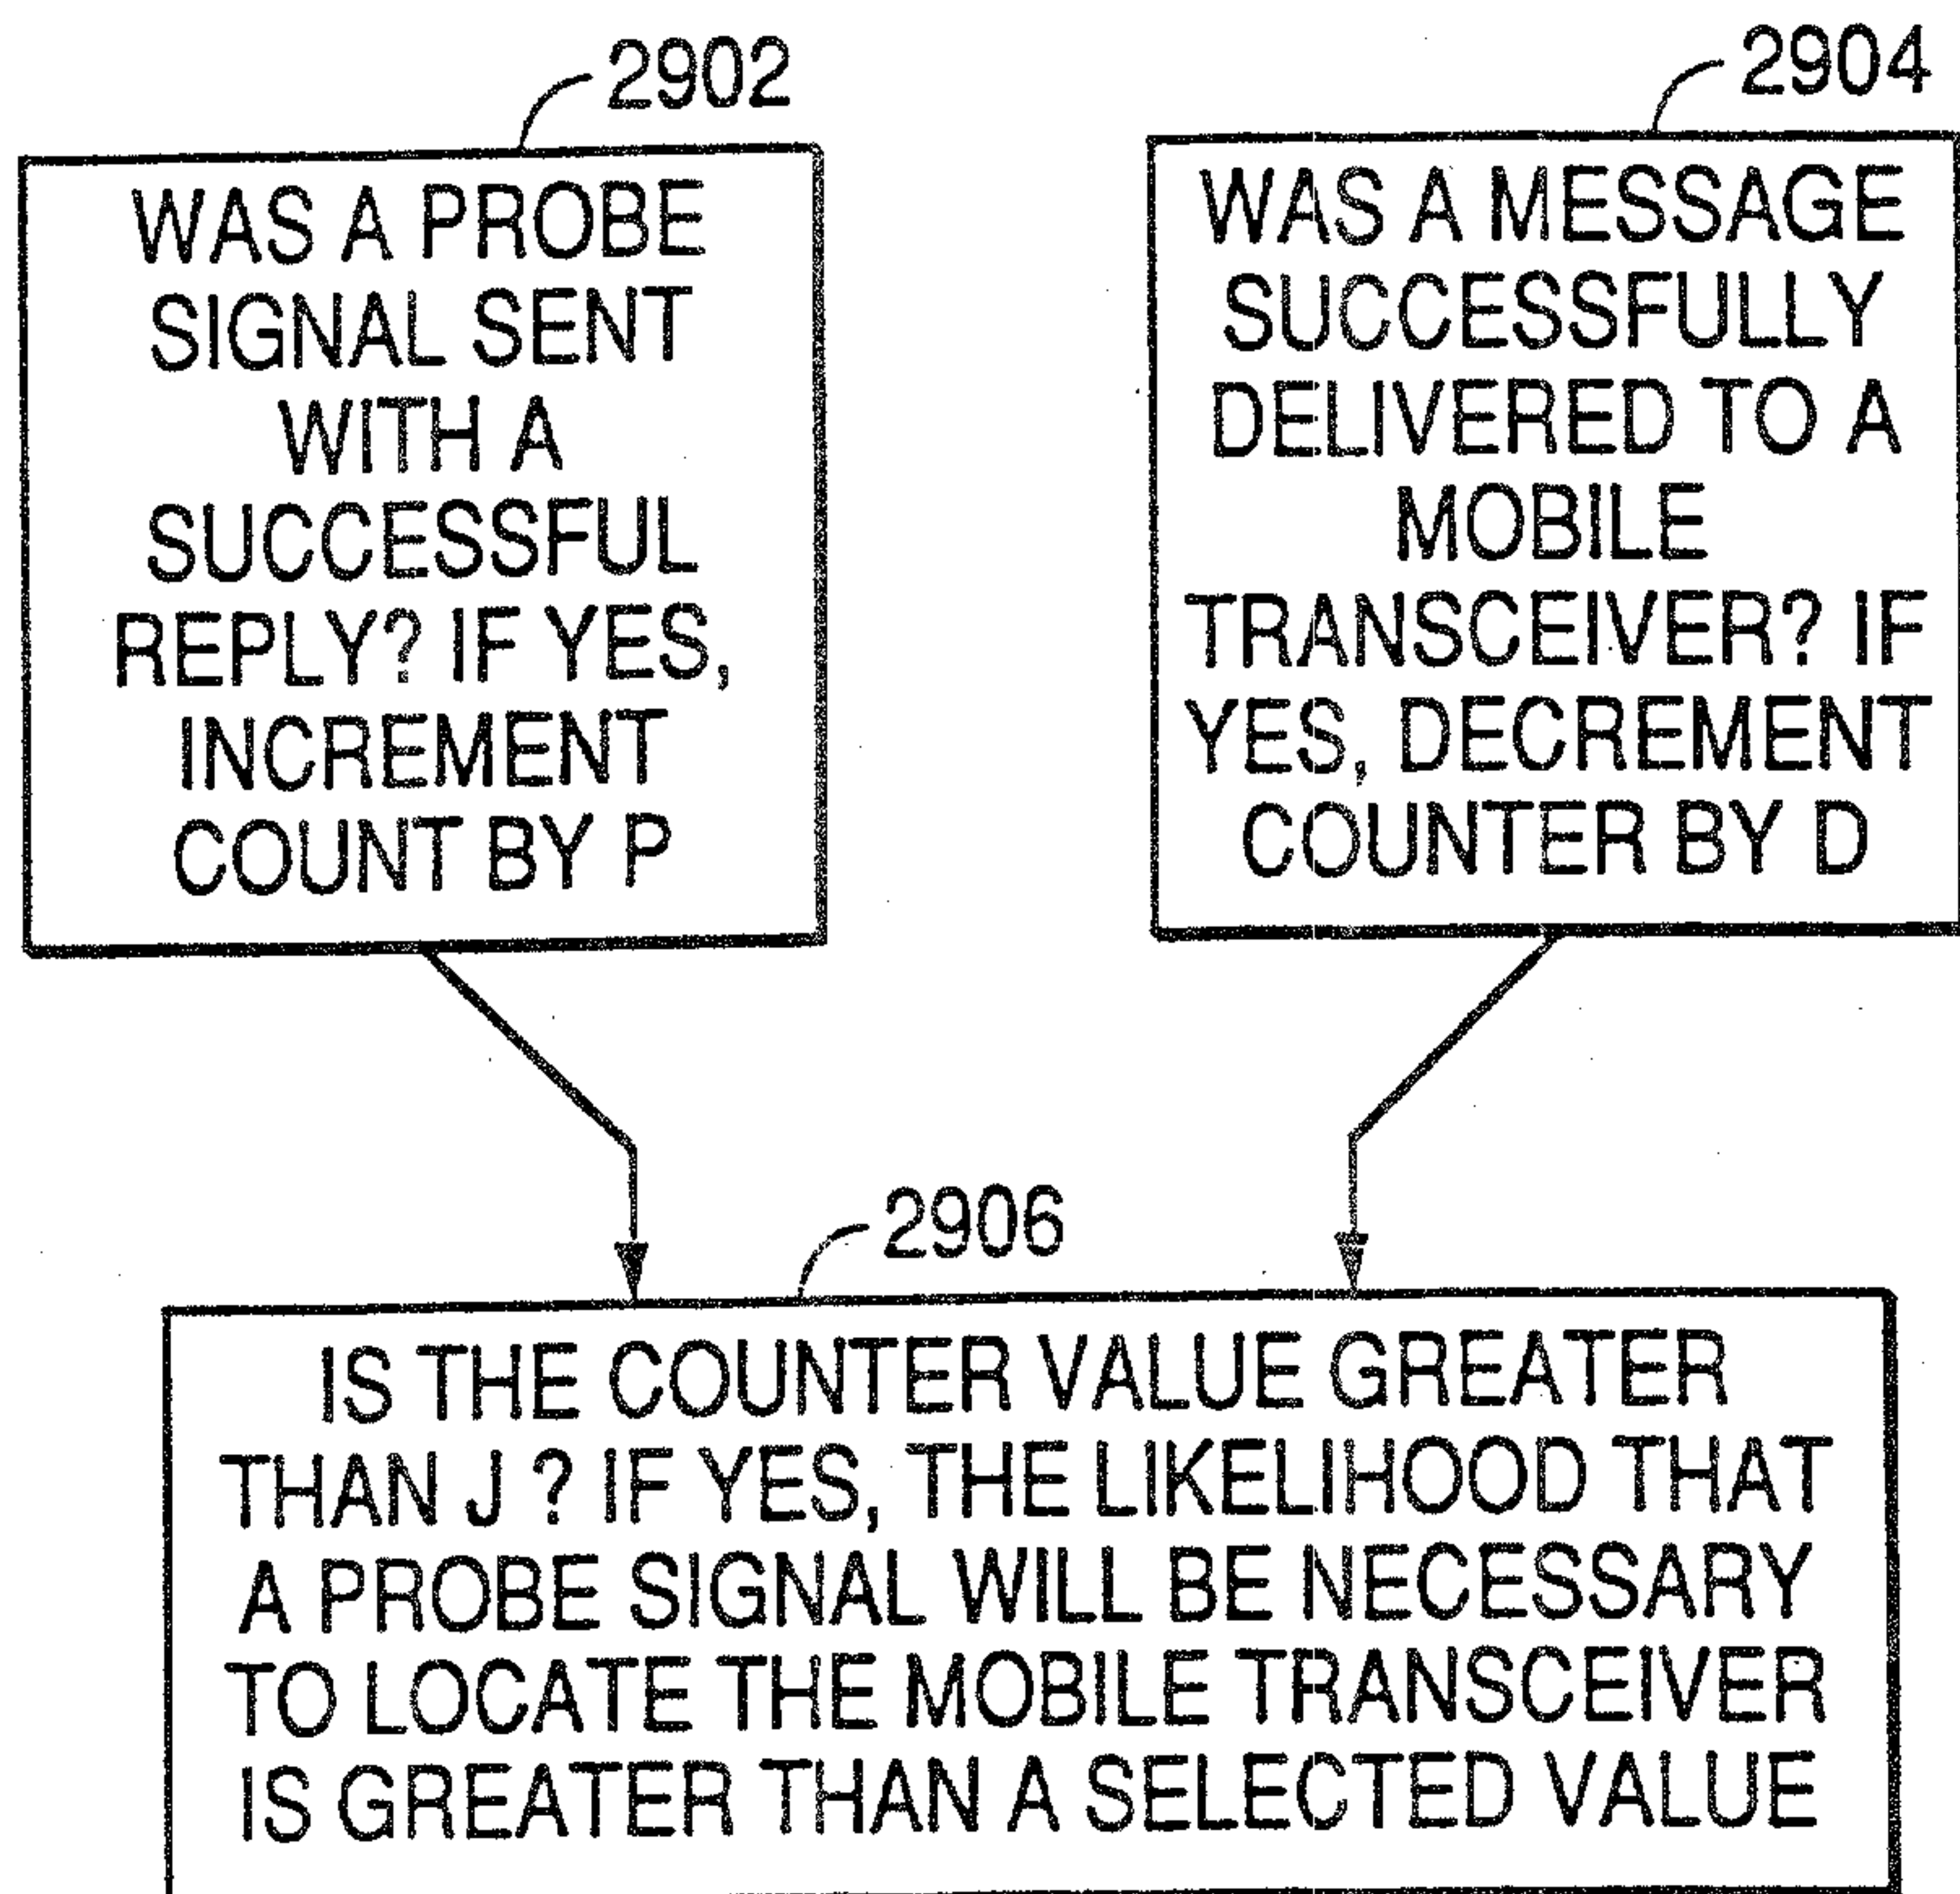 2902
WAS A PROBE
SIGNAL SENT
WITH A
SUCCESSFUL
REPLY? IF YES,
INCREMENT
COUNT BY P
2904
WAS A MESSAGE
SUCCESSFULLY
DELIVERED TO A
MOBILE
TRANSCEIVER? IF
YES, DECREMENT
COUNTER BY D
2906
IS THE COUNTER VALUE GREATER
THAN J ? IF YES, THE LIKELIHOOD THAT
A PROBE SIGNAL WILL BE NECESSARY
TO LOCATE THE MOBILE TRANSCEIVER
IS GREATER THAN A SELECTED VALUE